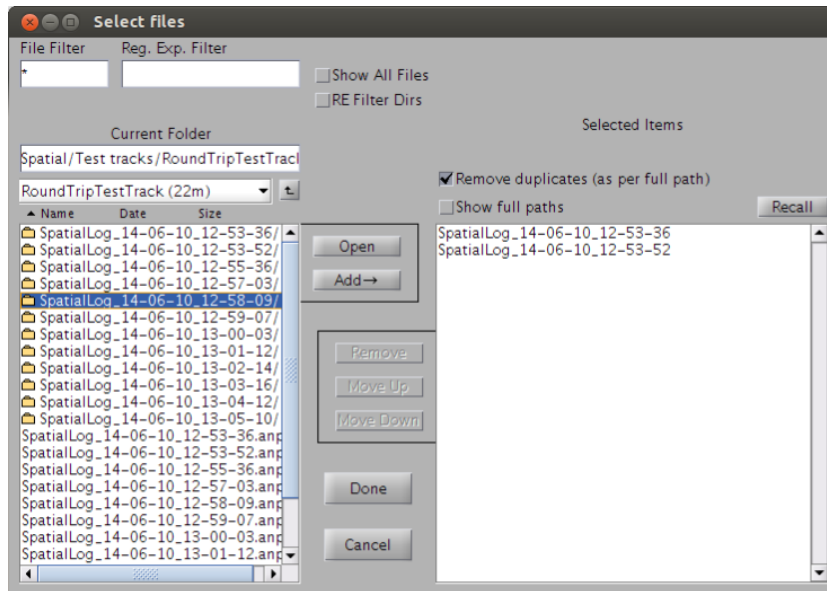 Select files
File Filter
Reg. Exp. Filter
*
Show All Files
RE Filter Dirs
Current Folder
Selected Items
Spatial/Test tracks/RoundTripTestTracl
RoundTripTestTrack (22m)
Remove duplicates (as per full path)
Show full paths
Recall
Name Date Size
SpatialLog_14-06-10_12-53-36/
SpatialLog_14-06-10_12-53-52/
SpatialLog_14-06-10_12-55-36/
SpatialLog_14-06-10_12-57-03/
SpatialLog_14-06-10_12-58-09/
SpatialLog_14-06-10_12-59-07/
SpatialLog_14-06-10_13-00-03/
SpatialLog_14-06-10_13-01-12/
SpatialLog_14-06-10_13-02-14/
SpatialLog_14-06-10_13-03-16/
SpatialLog_14-06-10_13-04-12/
SpatialLog_14-06-10_13-05-10/
SpatialLog_14-06-10_12-53-36.anp
SpatialLog_14-06-10_12-53-52.anp
SpatialLog_14-06-10_12-55-36.anp
SpatialLog_14-06-10_12-57-03.anp
SpatialLog_14-06-10_12-58-09.anp
SpatialLog_14-06-10_12-59-07.anp
SpatialLog_14-06-10_13-00-03.anp
SpatialLog_14-06-10_13-01-12.anp
Open
Add→
Remove
Move Up
Move Down
Done
Cancel
SpatialLog_14-06-10_12-53-36
SpatialLog_14-06-10_12-53-52